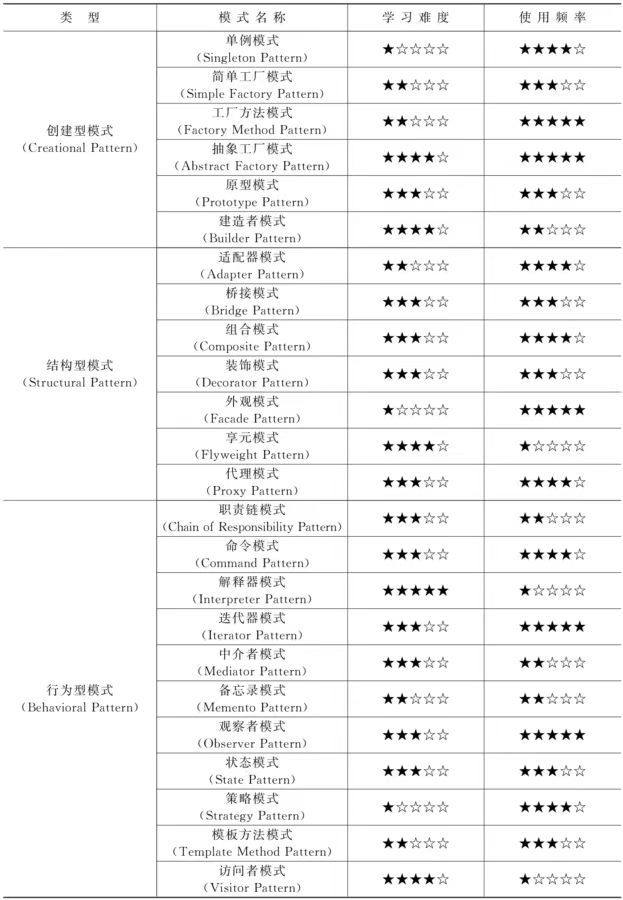 类 型 模式名称 学习难度 使用频率
创建型模式
(Creational Pattern)
单例模式
(Singleton Pattern)
★☆☆☆☆ ★★★★☆
简单工厂模式
(Simple Factory Pattern)
★★☆☆☆ ★★★☆☆
工厂方法模式
(Factory Method Pattern)
★★☆☆☆ ★★★★★
抽象工厂模式
(Abstract Factory Pattern)
★★★★☆ ★★★★★
原型模式
(Prototype Pattern)
★★★☆☆ ★★★☆☆
建造者模式
(Builder Pattern)
★★★★☆ ★★☆☆☆
结构型模式
(Structural Pattern)
适配器模式
(Adapter Pattern)
★★☆☆☆ ★★★★☆
桥接模式
(Bridge Pattern)
★★★☆☆ ★★★☆☆
组合模式
(Composite Pattern)
★★★☆☆ ★★★★☆
装饰模式
(Decorator Pattern)
★★★☆☆ ★★★☆☆
外观模式
(Facade Pattern)
★☆☆☆☆ ★★★★★
享元模式
(Flyweight Pattern)
★★★★☆ ★☆☆☆☆
代理模式
(Proxy Pattern)
★★★☆☆ ★★★★☆
行为型模式
(Behavioral Pattern)
职责链模式
(Chain of Responsibility Pattern)
★★★☆☆ ★★☆☆☆
命令模式
(Command Pattern)
★★★☆☆ ★★★★☆
解释器模式
(Interpreter Pattern)
★★★★★ ★☆☆☆☆
迭代器模式
(Iterator Pattern)
★★★☆☆ ★★★★★
中介者模式
(Mediator Pattern)
★★★☆☆ ★★☆☆☆
备忘录模式
(Memento Pattern)
★★☆☆☆ ★★☆☆☆
观察者模式
(Observer Pattern)
★★★☆☆ ★★★★★
状态模式
(State Pattern)
★★★☆☆ ★★★☆☆
策略模式
(Strategy Pattern)
★☆☆☆☆ ★★★★☆
模板方法模式
(Template Method Pattern)
★★☆☆☆ ★★★☆☆
访问者模式
(Visitor Pattern)
★★★★☆ ★☆☆☆☆